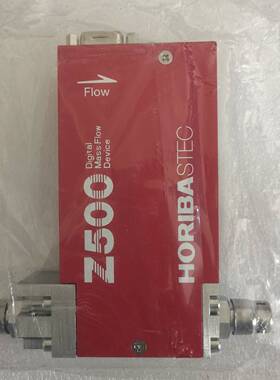 Flow
Z500
Digital
Mass Flow
Device
HORIBASTEC